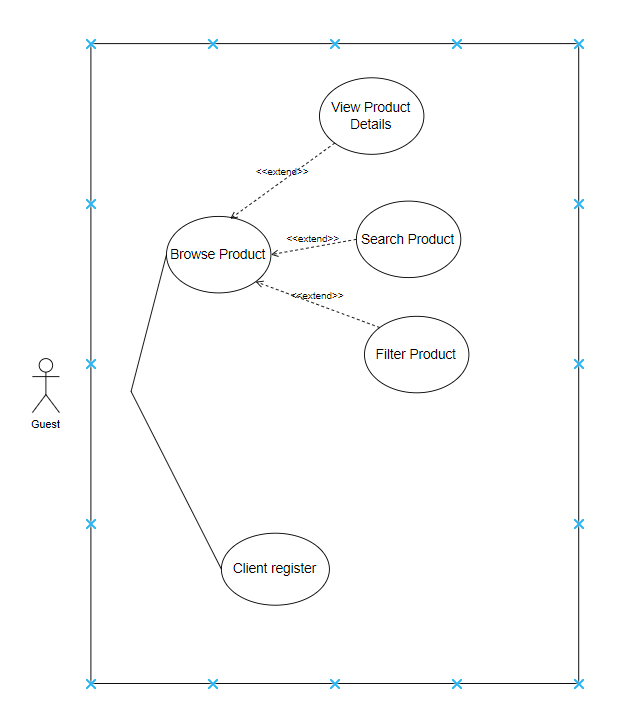 View Product
Details
<<extend>>
<<extend>>
Search Product
Browse Product
<<extend>>
Filter Product
Guest
Client register